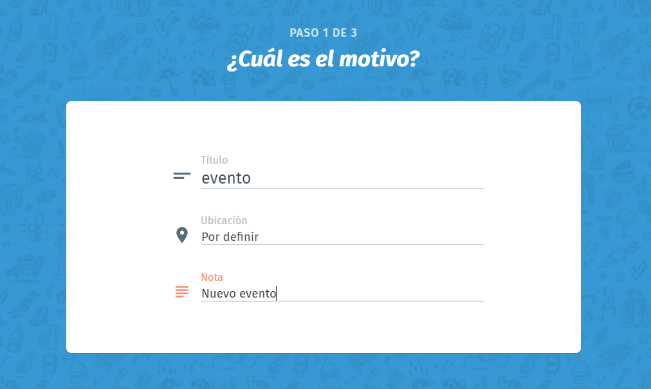 PASO 1 DE 3
¿Cuál es el motivo?
Título
evento
Ubicación
Por definir
Nota
Nuevo evento